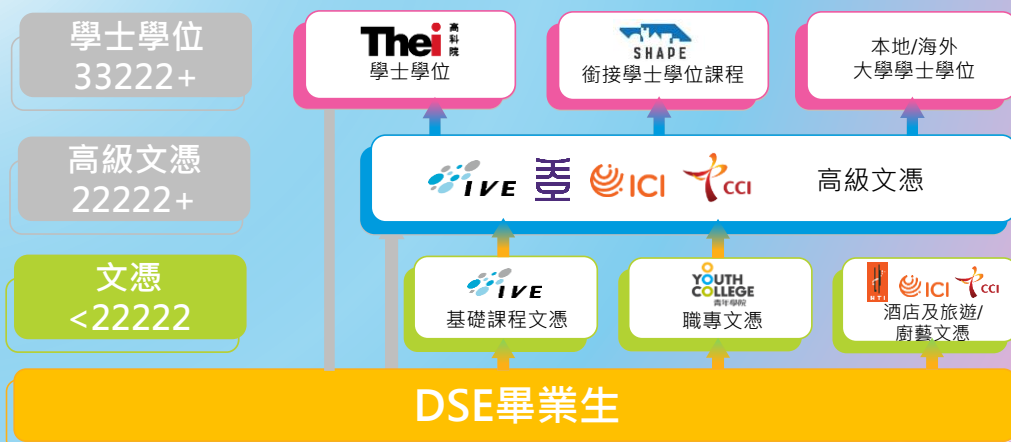 學士學位
33222+
Thei 高科院
學士學位
SHAPE
銜接學士學位課程
本地/海外
大學學士學位
高級文憑
22222+
IVE
ICI
CCI
高級文憑
文憑
<22222
IVE
基礎課程文憑
YOUTH
COLLEGE
青年學院
職專文憑
HTI
ICI
CCI
酒店及旅遊/
廚藝文憑
DSE畢業生